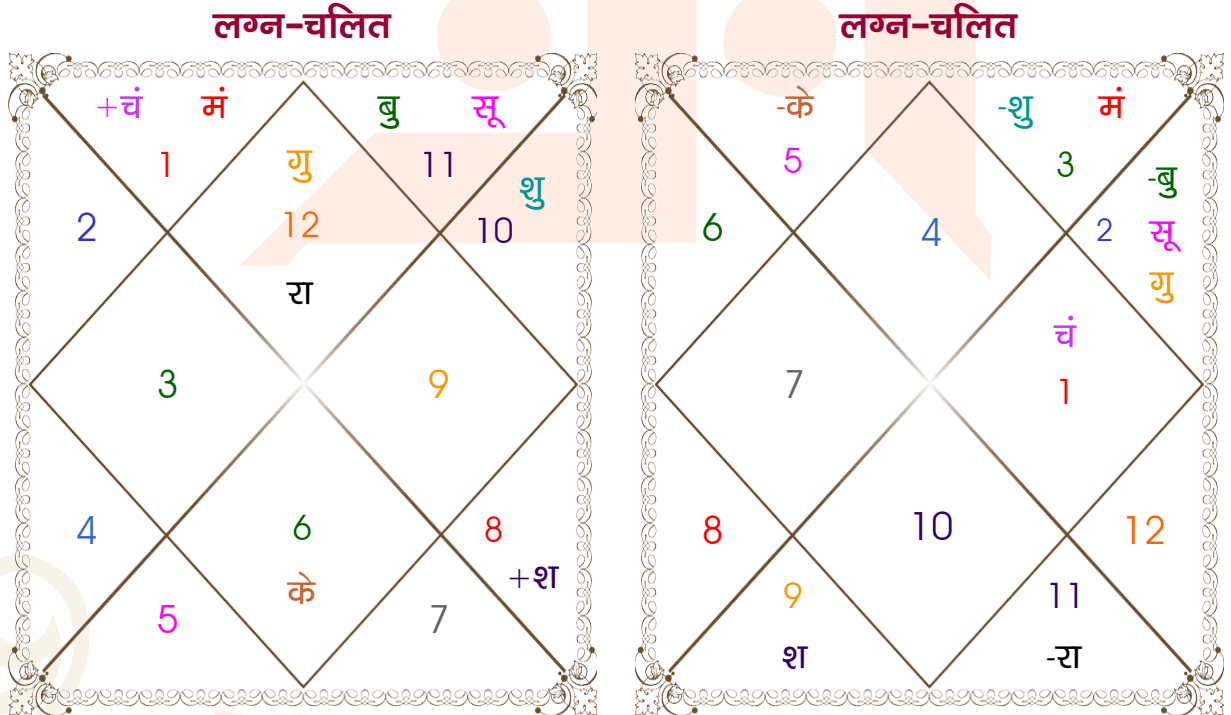 लग्न-चलित
+चं मं
1
गु
12
रा
बु सू
11
शु
10
2
3
9
4
6
के
8
+श
5
7
लग्न-चलित
-के
5
-शु मं
3
-बु
2 सू
गु
6
4
चं
1
7
8
10
12
9
श
11
-रा